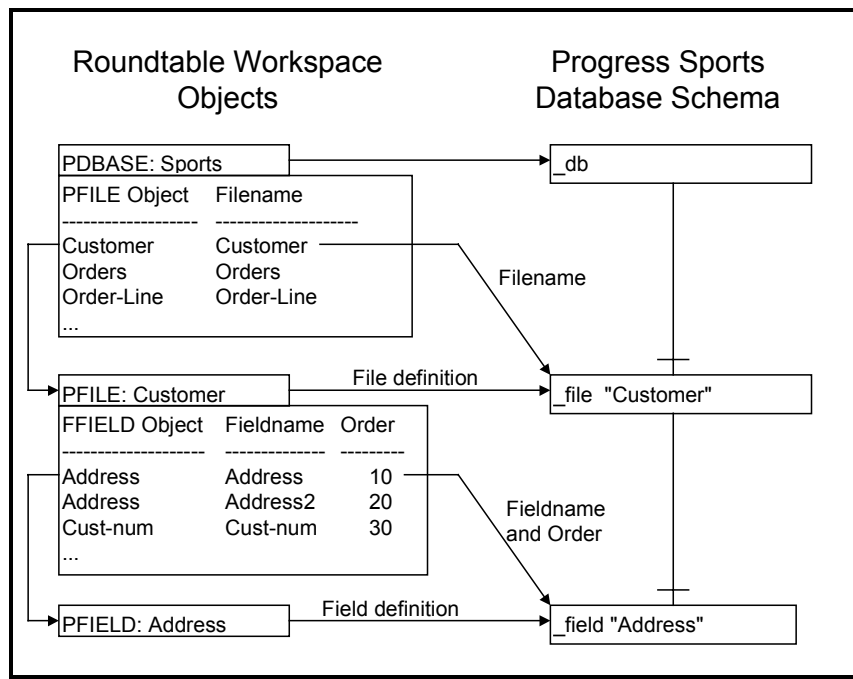 Roundtable Workspace
Objects
Progress Sports
Database Schema
PDBASE: Sports
_db
PFILE Object Filename
------------------- --------------------
Customer Customer
Orders Orders
Order-Line Order-Line
...
Filename
PFILE: Customer
File definition
_file "Customer"
FFIELD Object Fieldname Order
-------------------- -------------- ---------
Address Address 10
Address Address2 20
Cust-num Cust-num 30
...
Fieldname
and Order
PFIELD: Address
Field definition
_field "Address"